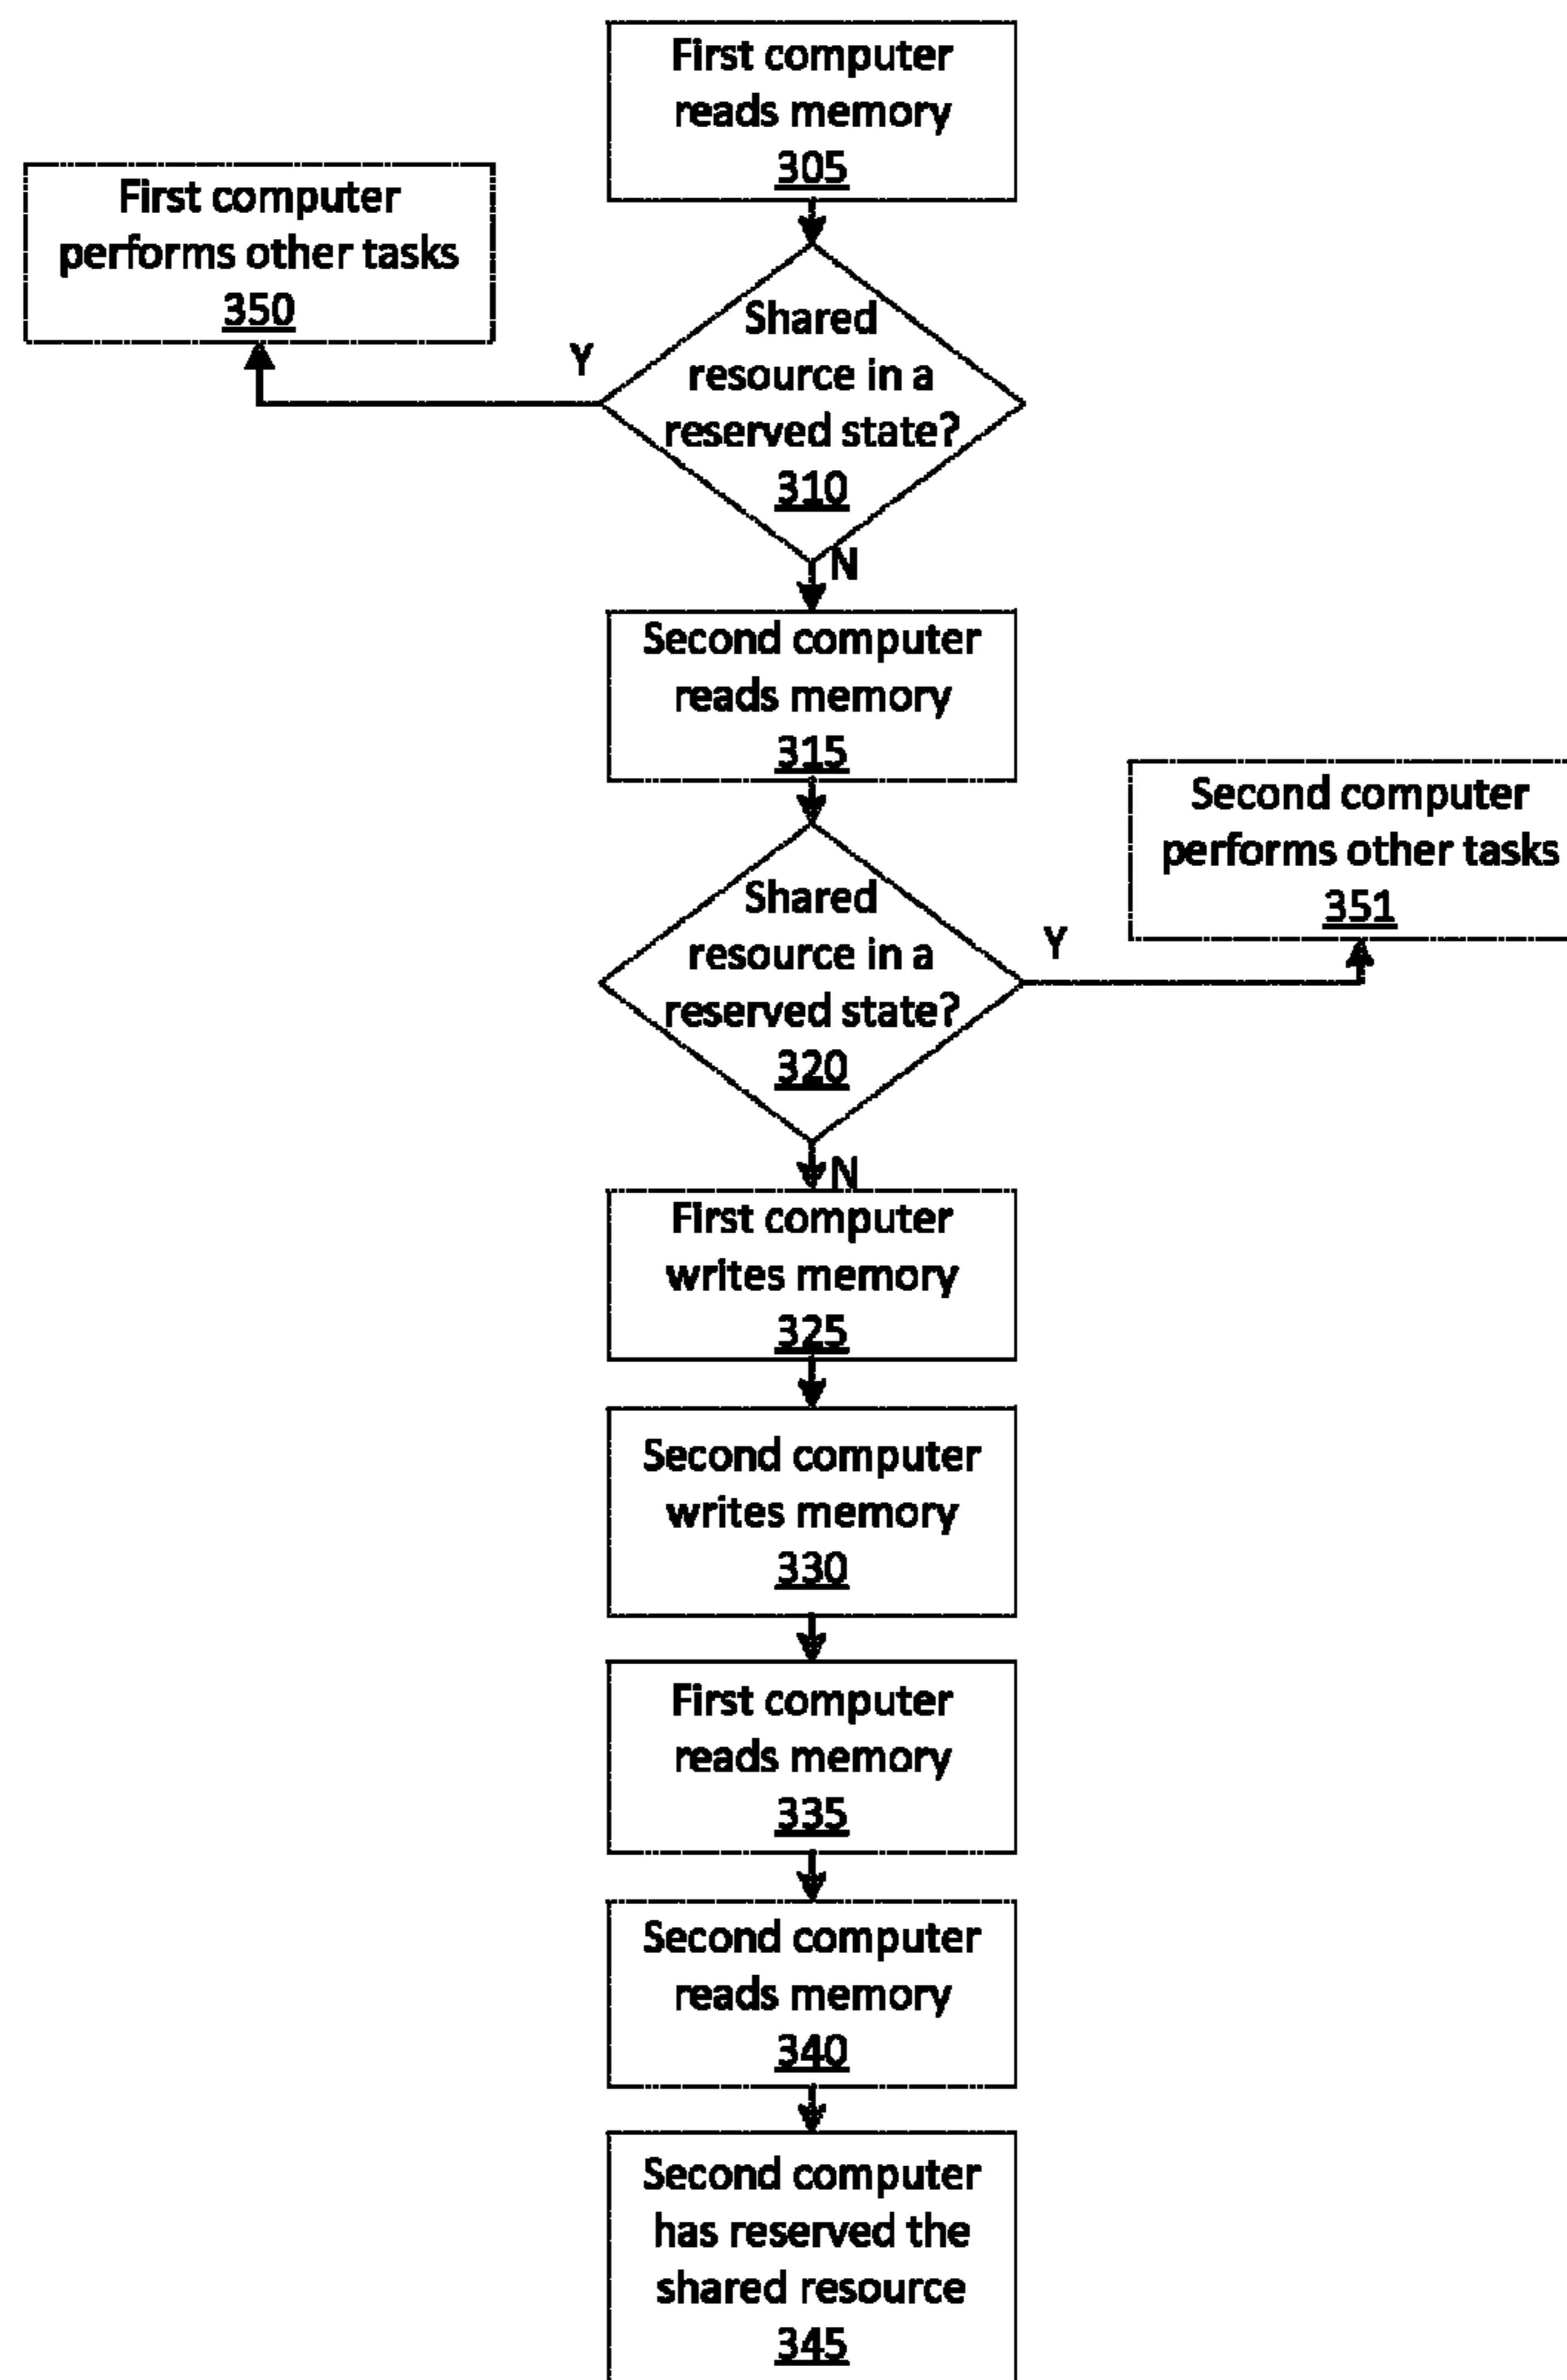 First computer
reads memory
305
First computer
performs other tasks
350
Shared
resource in a
reserved state?
310
Y
N
Second computer
reads memory
315
Second computer
performs other tasks
351
Shared
resource in a
reserved state?
320
Y
N
First computer
writes memory
325
Second computer
writes memory
330
First computer
reads memory
335
Second computer
reads memory
340
Second computer
has reserved the
shared resource
345